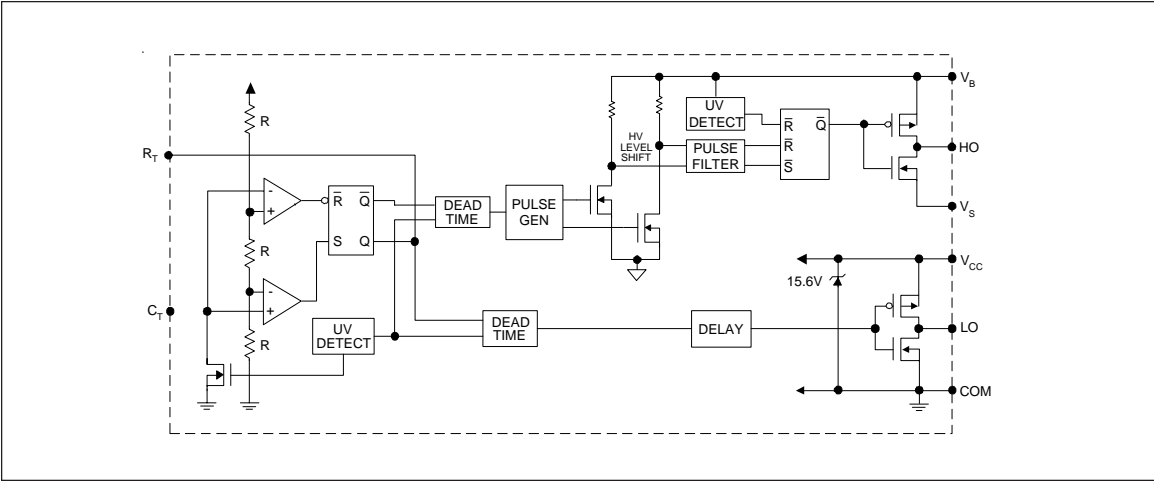 V_B
UV
DETECT
R
R̅
Q̅
HV
LEVEL
SHIFT
R̅
PULSE
FILTER
S̅
HO
R_T
-
+
R̅
Q̅
DEAD
TIME
PULSE
GEN
V_S
S
Q
R
V_CC
15.6V
-
+
C_T
UV
DETECT
DEAD
TIME
DELAY
LO
R
COM